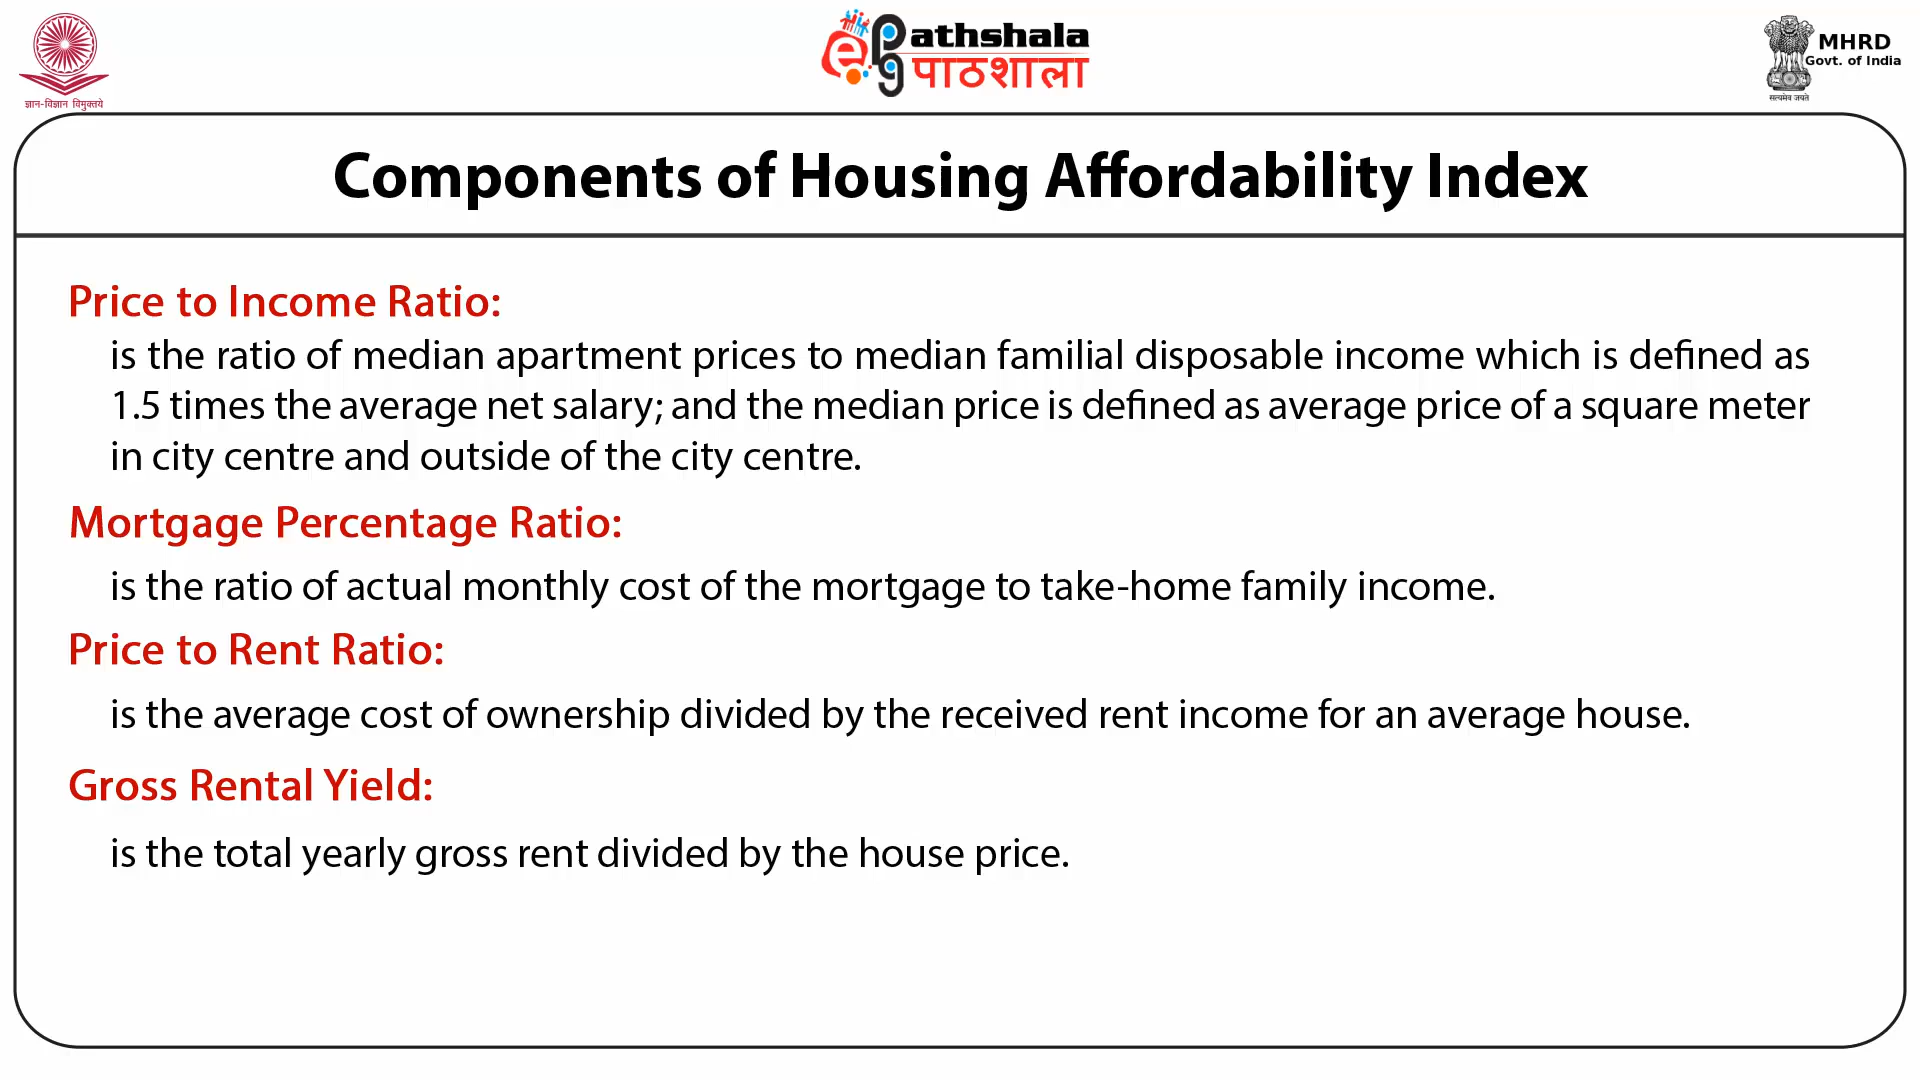 ज्ञान-विज्ञान विमुक्तये
ePathshala
पाठशाला
MHRD
Govt. of India
सत्यमेव जयते
Components of Housing Affordability Index
Price to Income Ratio:
is the ratio of median apartment prices to median familial disposable income which is defined as
1.5 times the average net salary; and the median price is defined as average price of a square meter
in city centre and outside of the city centre.
Mortgage Percentage Ratio:
is the ratio of actual monthly cost of the mortgage to take-home family income.
Price to Rent Ratio:
is the average cost of ownership divided by the received rent income for an average house.
Gross Rental Yield:
is the total yearly gross rent divided by the house price.